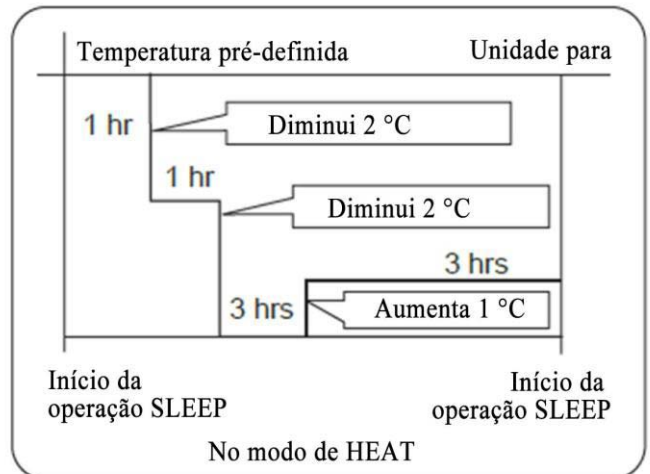 Temperatura pré-definida Unidade para
1 hr Diminui 2 °C
1 hr
Diminui 2 °C
3 hrs
3 hrs Aumenta 1 °C
Início da Início da
operação SLEEP operação SLEEP
No modo de HEAT